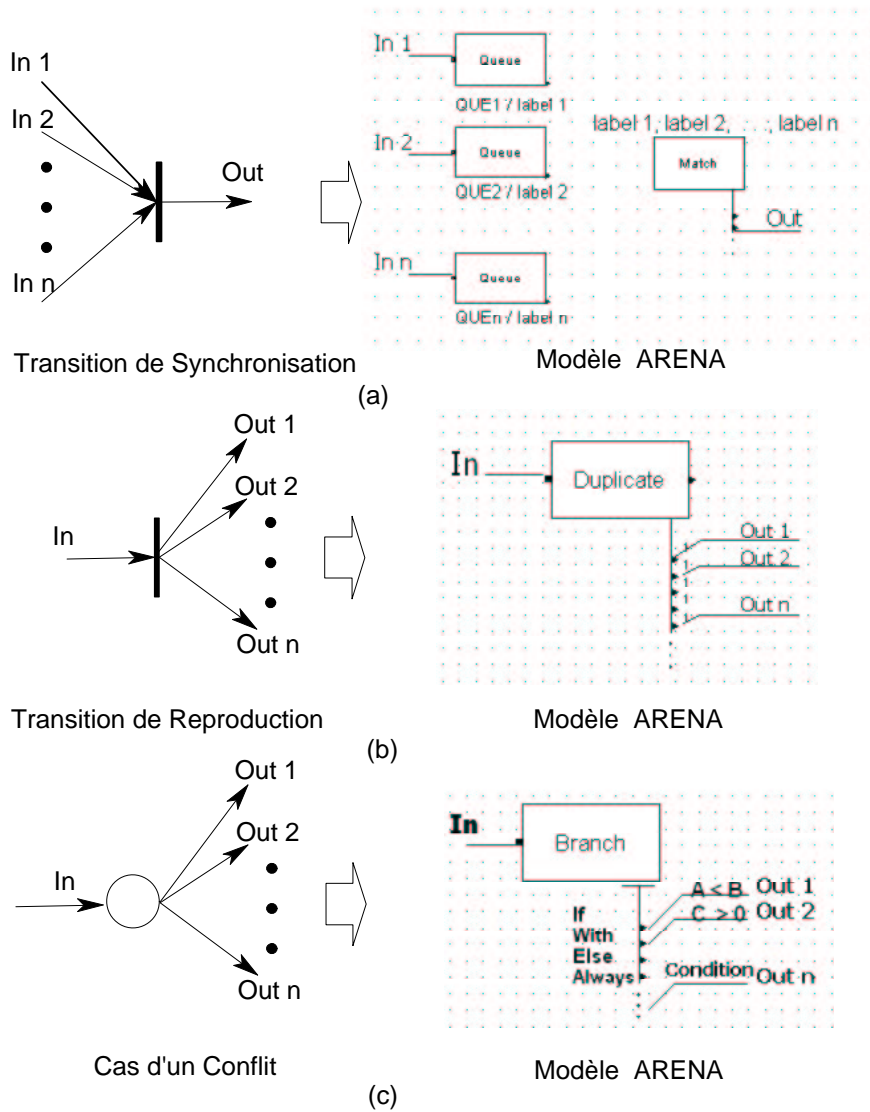 In 1
In 2
In n
Out
In 1
Queue
QUE1 / label 1
In 2
Queue
QUE2 / label 2
In n
Queue
QUEn / label n
label 1, label 2, . . . ., label n
Match
Out
Transition de Synchronisation
Modèle ARENA
(a)
In
Out 1
Out 2
Out n
In
Duplicate
1
Out 1
1
Out 2
1
1
Out n
Transition de Reproduction
Modèle ARENA
(b)
In
Out 1
Out 2
Out n
In
Branch
If
With
Else
Always
A < B Out 1
C > 0 Out 2
Condition Out n
Cas d'un Conflit
Modèle ARENA
(c)